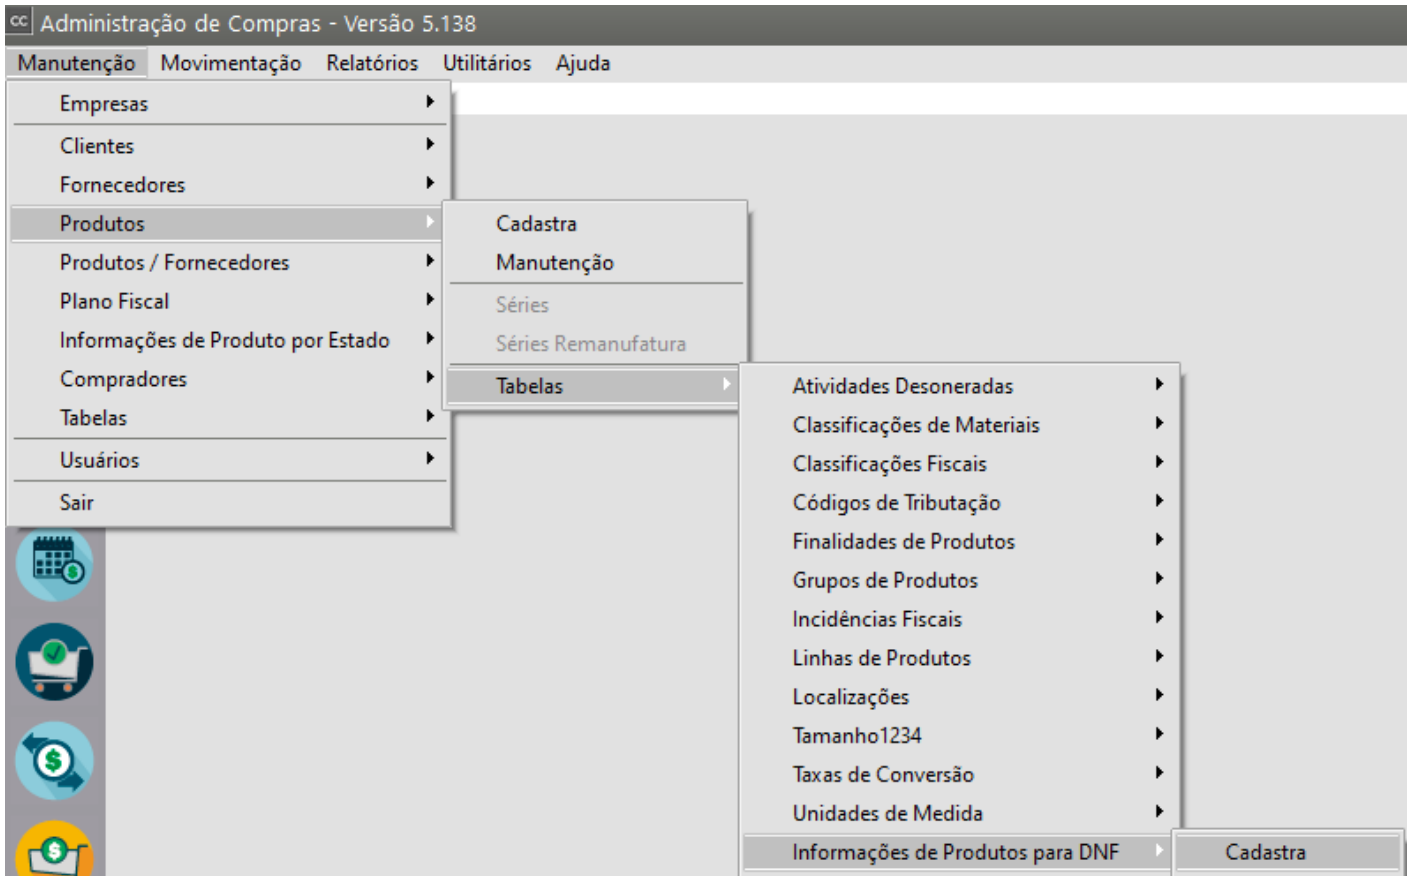 cc Administração de Compras - Versão 5.138
Manutenção Movimentação Relatórios Utilitários Ajuda
Empresas
Clientes
Fornecedores
Produtos
Produtos / Fornecedores
Plano Fiscal
Informações de Produto por Estado
Compradores
Tabelas
Usuários
Sair
Cadastra
Manutenção
Séries
Séries Remanufatura
Tabelas
Atividades Desoneradas
Classificações de Materiais
Classificações Fiscais
Códigos de Tributação
Finalidades de Produtos
Grupos de Produtos
Incidências Fiscais
Linhas de Produtos
Localizações
Tamanho1234
Taxas de Conversão
Unidades de Medida
Informações de Produtos para DNF
Cadastra